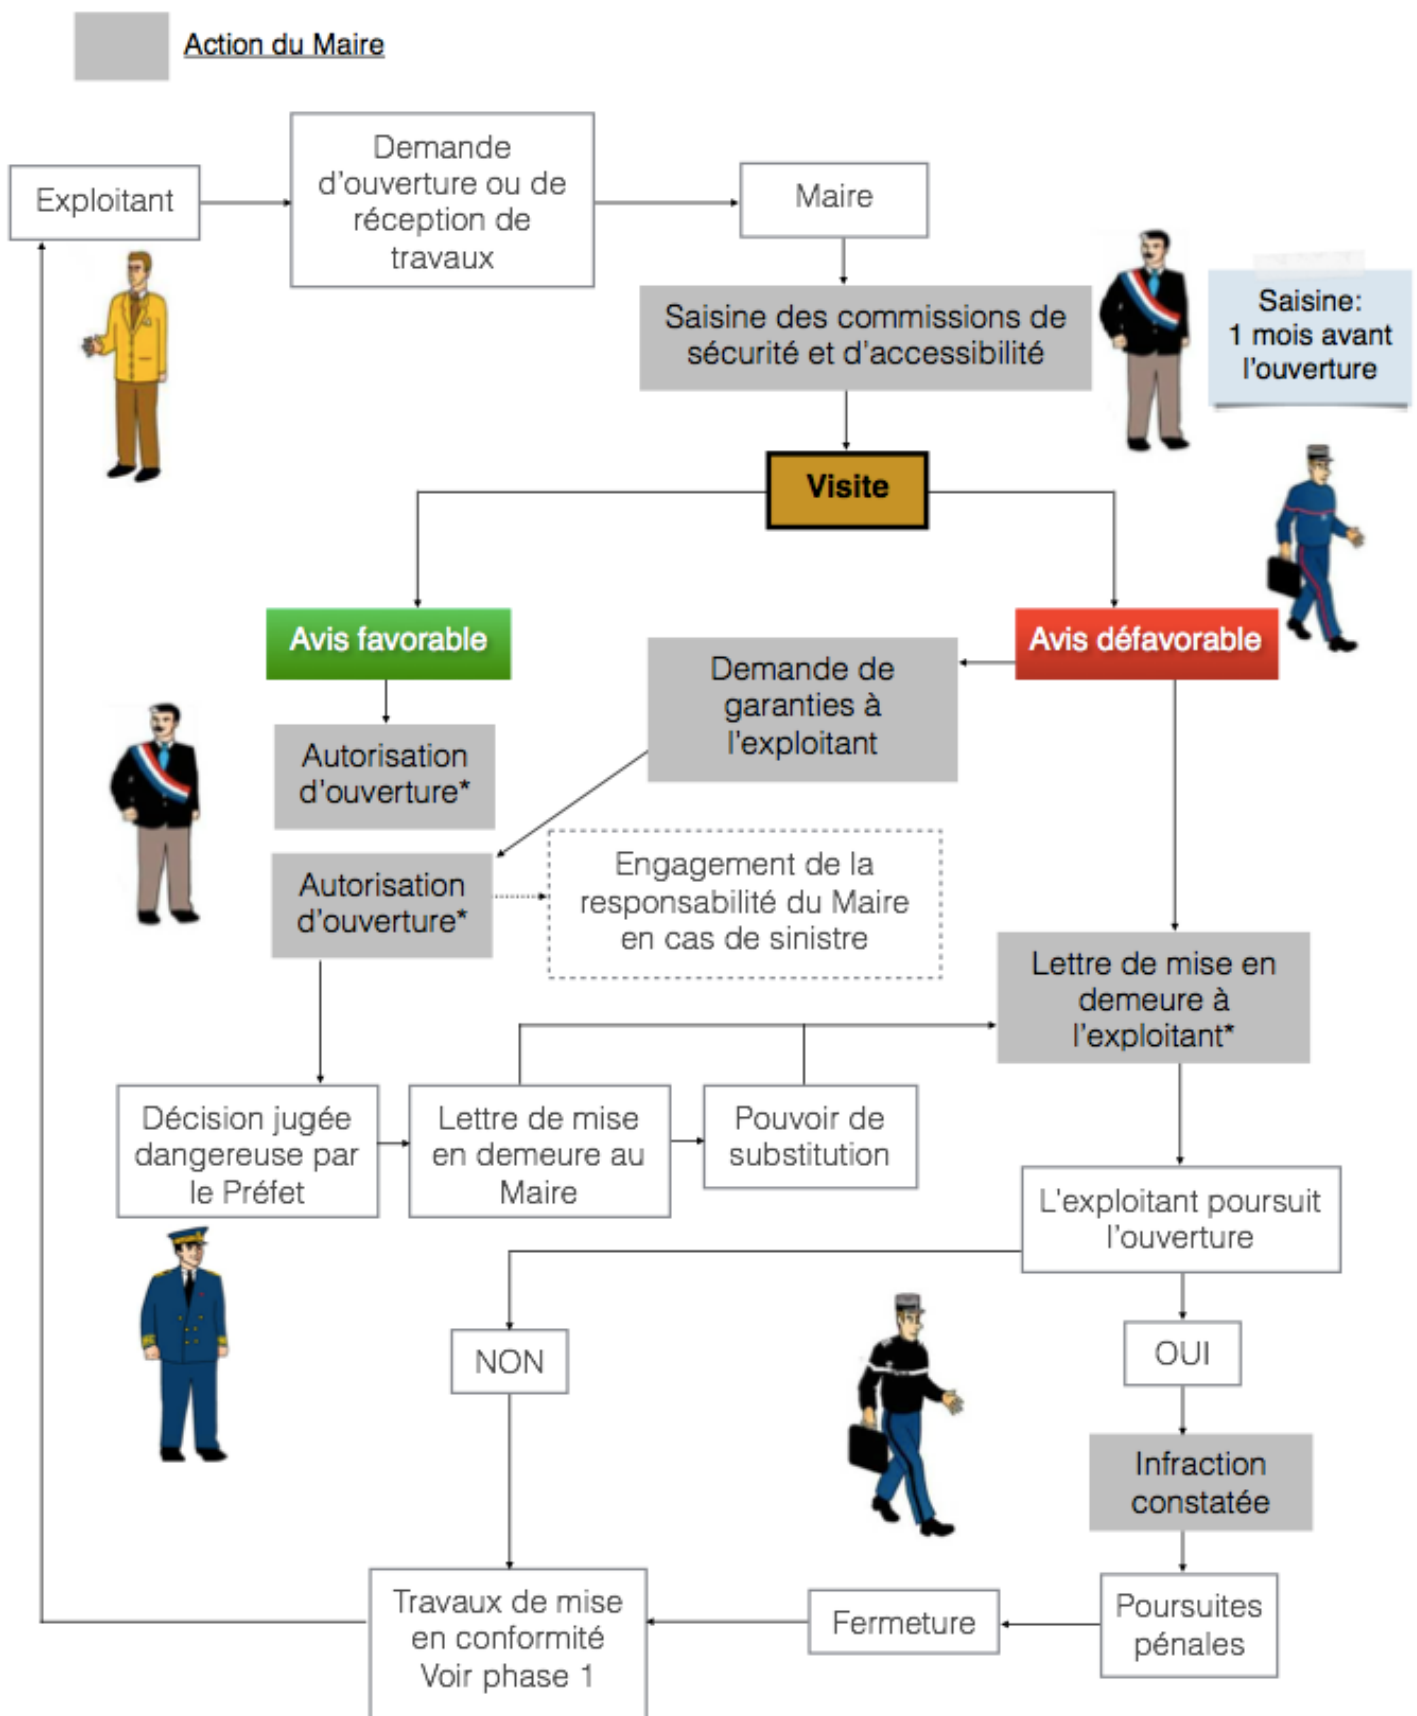 Action du Maire
Exploitant
Demande
d'ouverture ou de
réception de
travaux
Maire
Saisine des commissions de
sécurité et d'accessibilité
Saisine:
1 mois avant
l'ouverture
Visite
Avis favorable
Avis défavorable
Demande de
garanties à
l'exploitant
Autorisation
d'ouverture*
Autorisation
d'ouverture*
Engagement de la
responsabilité du Maire
en cas de sinistre
Lettre de mise en
demeure à
l'exploitant*
Décision jugée
dangereuse par
le Préfet
Lettre de mise
en demeure au
Maire
Pouvoir de
substitution
L'exploitant poursuit
l'ouverture
NON
OUI
Infraction
constatée
Travaux de mise
en conformité
Voir phase 1
Fermeture
Poursuites
pénales